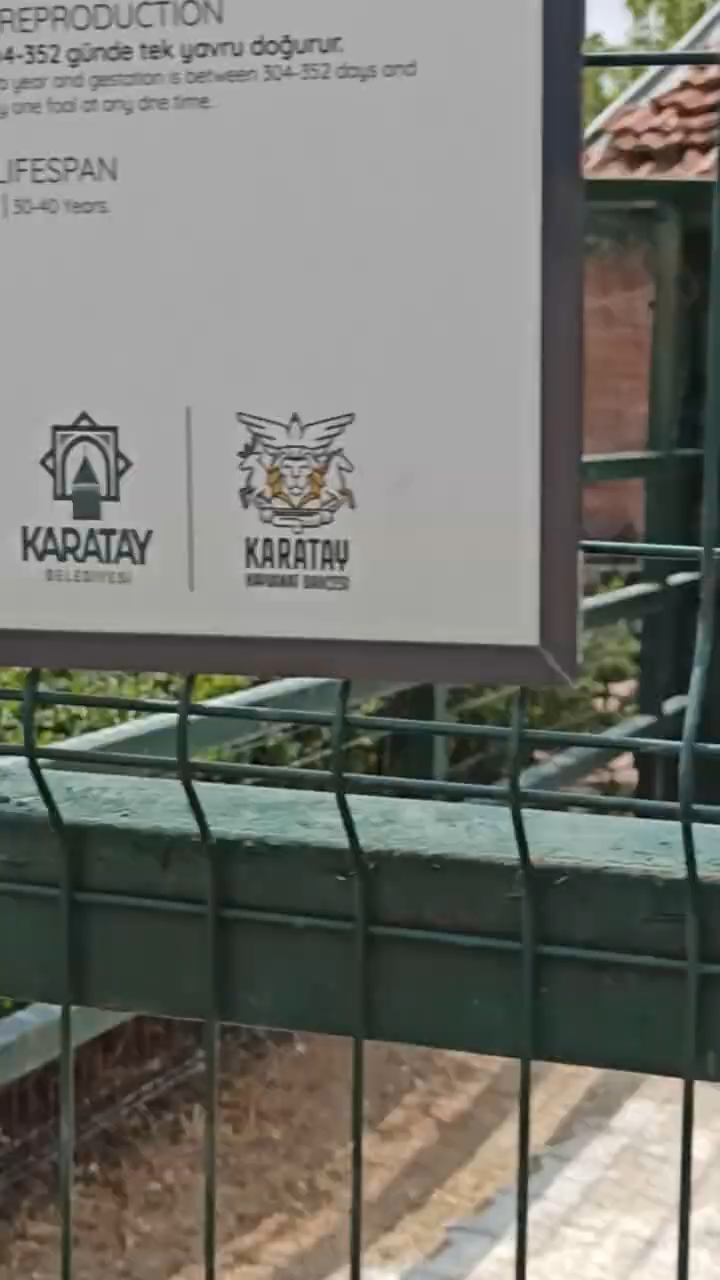 REPRODUCTION
04-352 günde tek yavru doğurur.
year and gestation is between 304-352 days and
one foal at any one time.
LIFESPAN
| 30-40 Years.
KARATAY
BELEDİYESİ
KARATAY